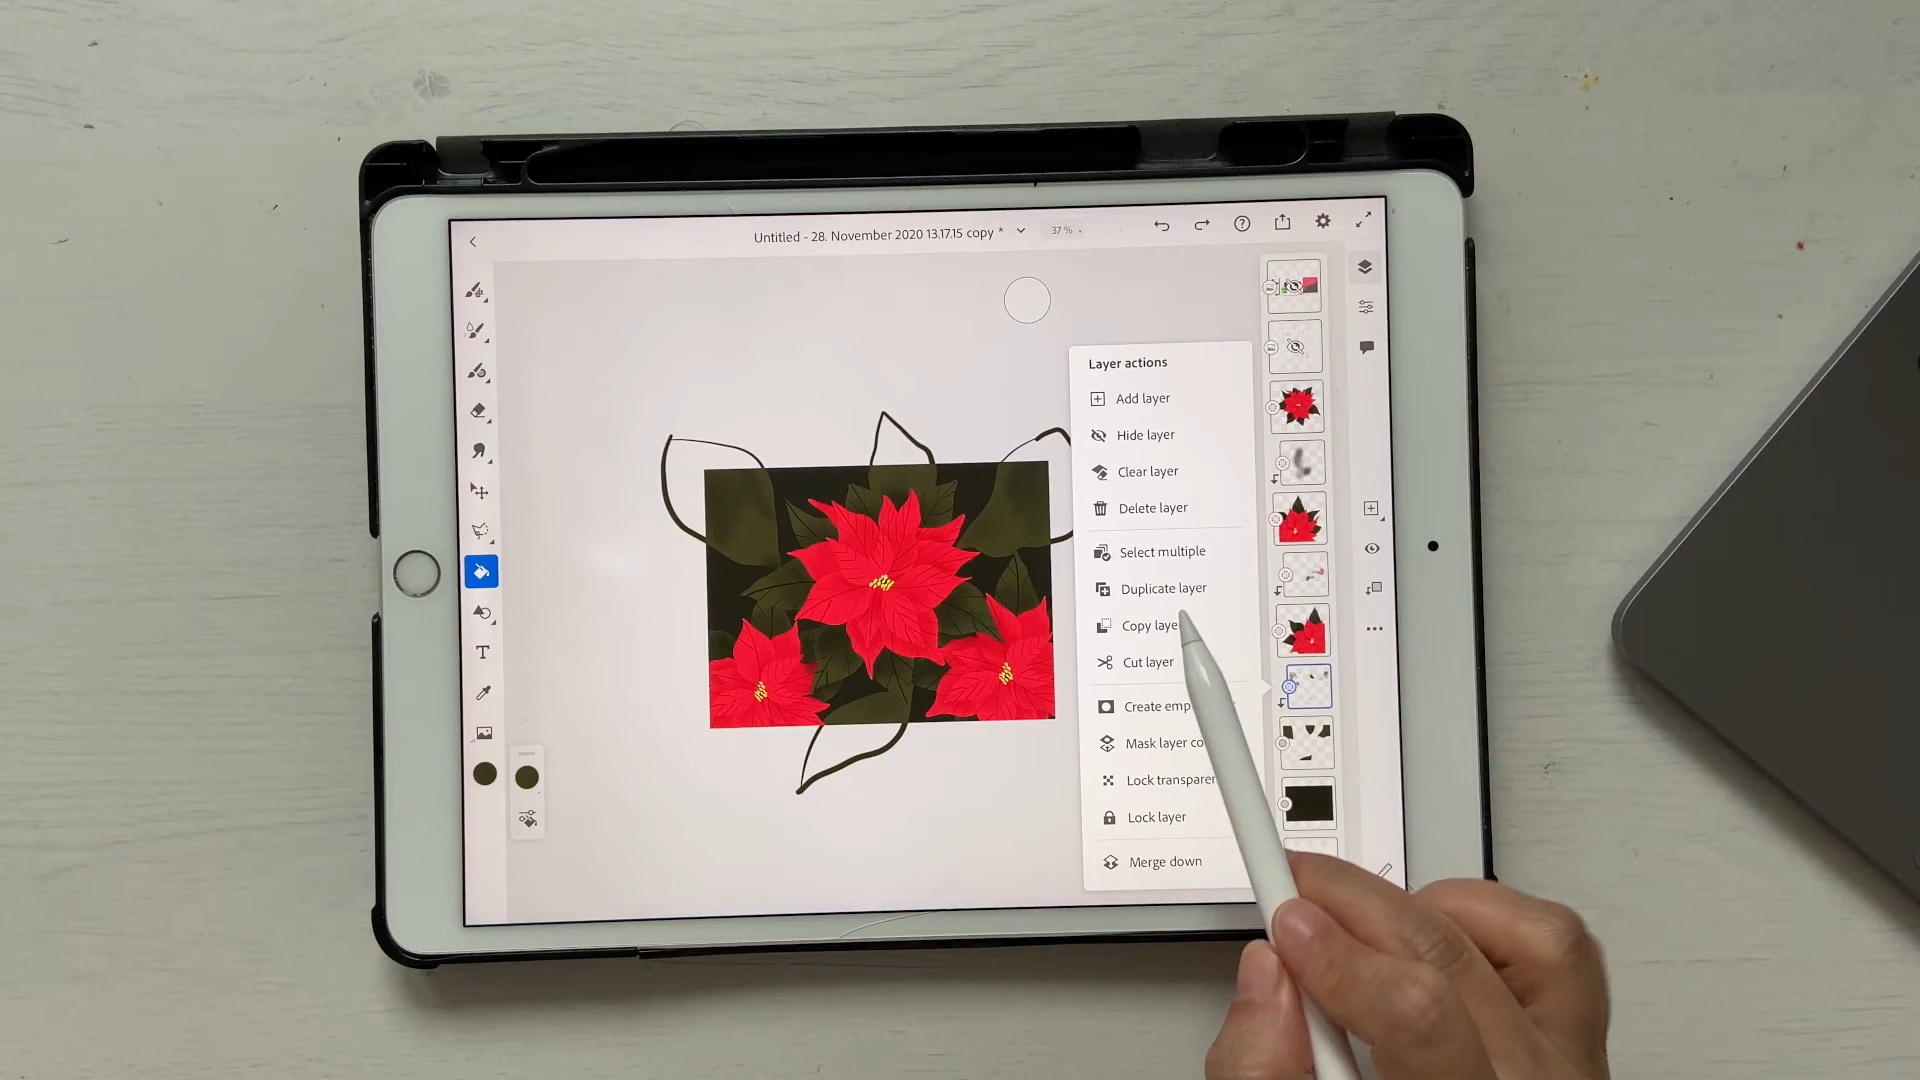 Untitled - 28. November 2020 13.17.15 copy *
37 %
Layer actions
Add layer
Hide layer
Clear layer
Delete layer
Select multiple
Duplicate layer
Copy laye
Cut layer
Create emp
Mask layer co
Lock transparen
Lock layer
Merge down
T